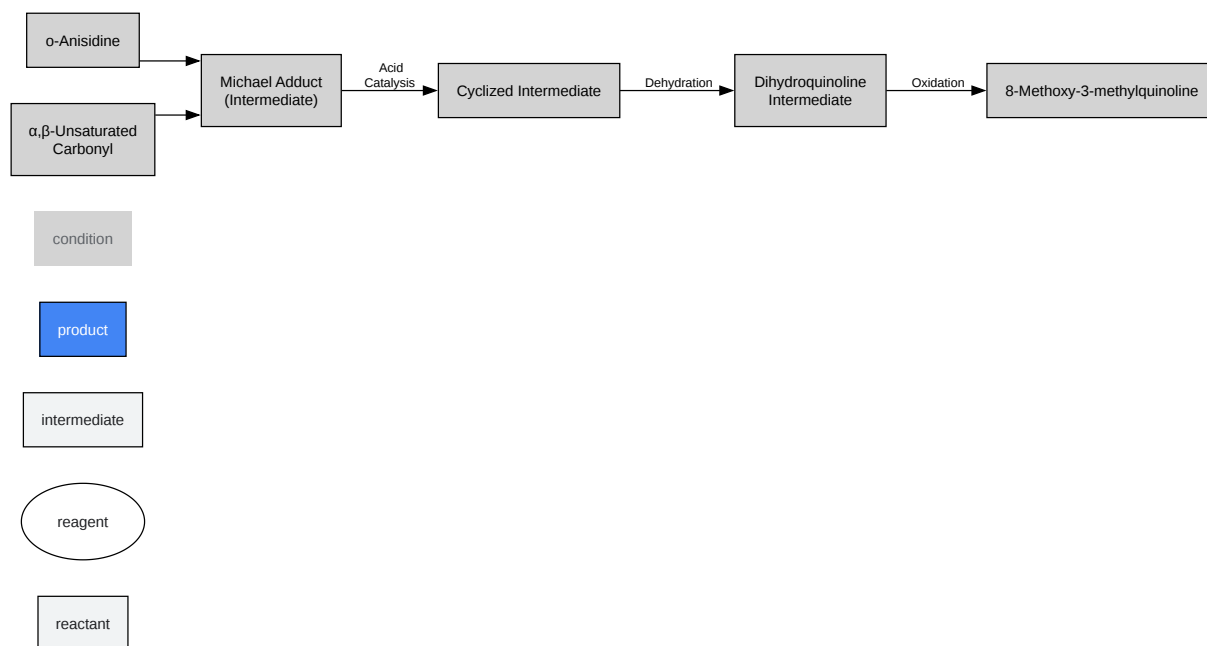 o-Anisidine
α,β-Unsaturated
Carbonyl
Michael Adduct
(Intermediate)
Acid
Catalysis
Cyclized Intermediate
Dehydration
Dihydroquinoline
Intermediate
Oxidation
8-Methoxy-3-methylquinoline
condition
product
intermediate
reagent
reactant